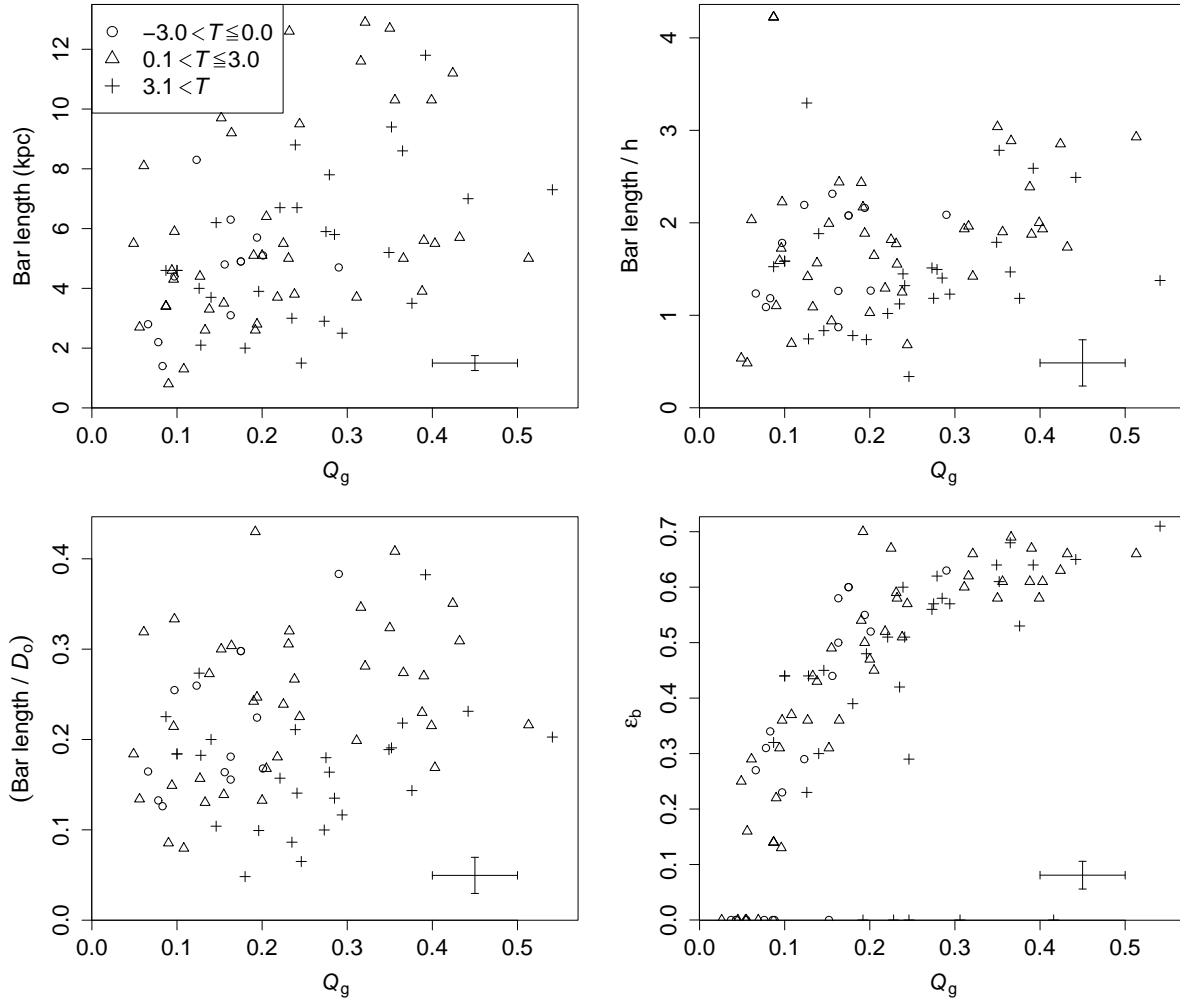 −3.0 < T ≦ 0.0
0.1 < T ≦ 3.0
3.1 < T
Bar length (kpc)
0 2 4 6 8 10 12
0.0 0.1 0.2 0.3 0.4 0.5
Qg
Bar length / h
0 1 2 3 4
0.0 0.1 0.2 0.3 0.4 0.5
Qg
(Bar length / Do)
0.0 0.1 0.2 0.3 0.4
0.0 0.1 0.2 0.3 0.4 0.5
Qg
εb
0.0 0.1 0.2 0.3 0.4 0.5 0.6 0.7
0.0 0.1 0.2 0.3 0.4 0.5
Qg